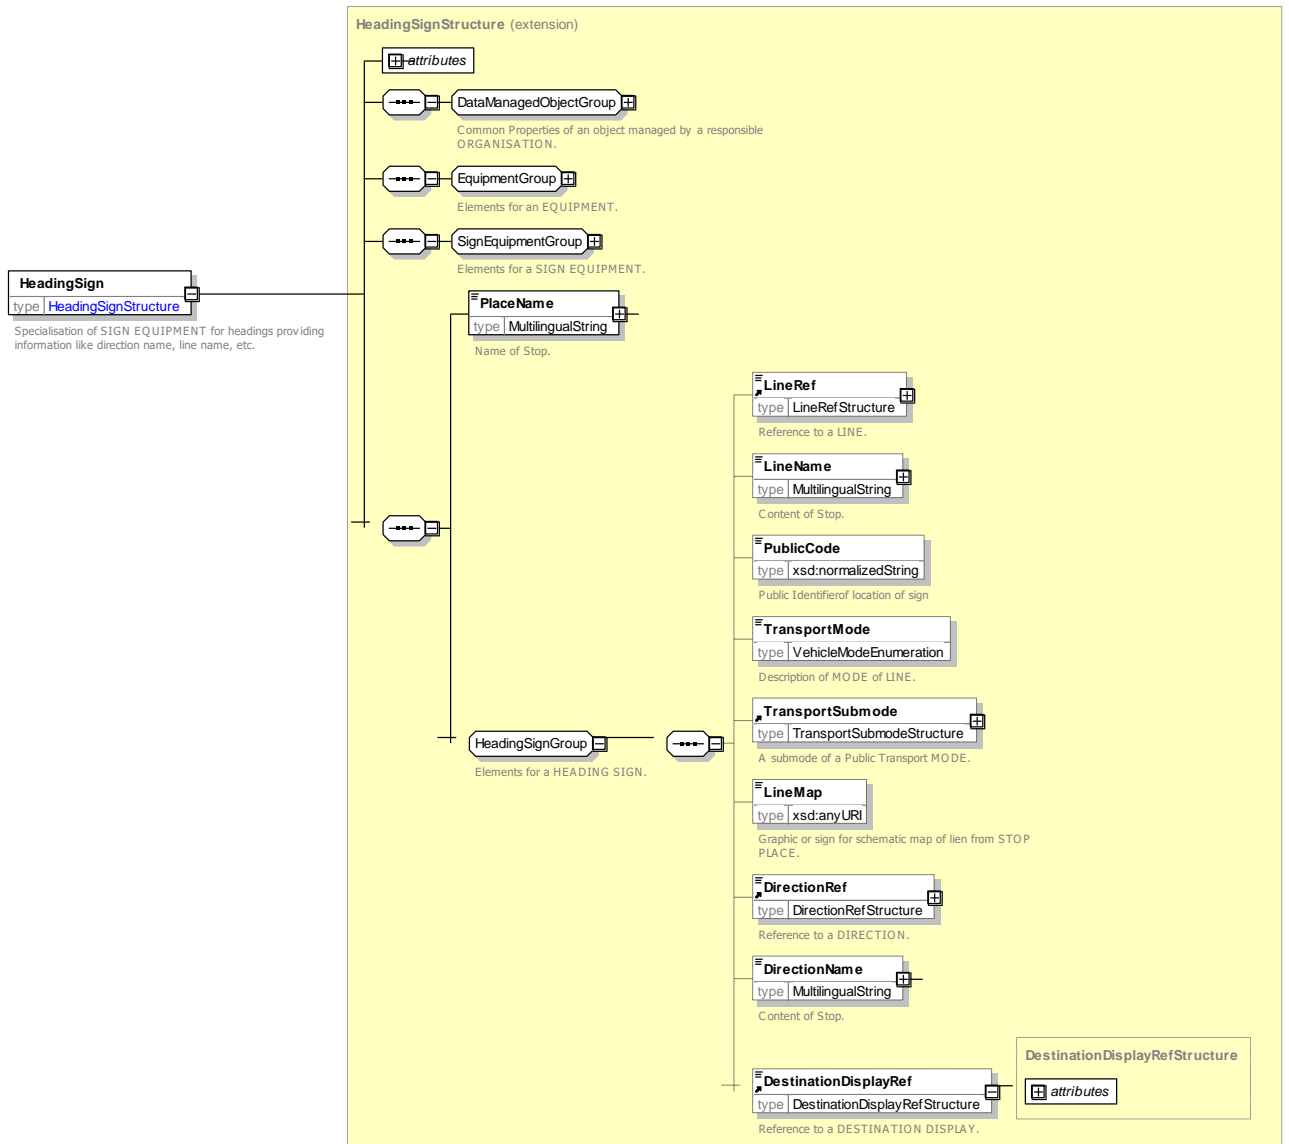 HeadingSignStructure (extension)
attributes
DataManagedObjectGroup
Common Properties of an object managed by a responsible
ORGANISATION.
EquipmentGroup
Elements for an EQUIPMENT.
SignEquipmentGroup
Elements for a SIGN EQUIPMENT.
HeadingSign
type HeadingSignStructure
Specialisation of SIGN EQUIPMENT for headings providing
information like direction name, line name, etc.
PlaceName
type MultilingualString
Name of Stop.
LineRef
type LineRefStructure
Reference to a LINE.
LineName
type MultilingualString
Content of Stop.
PublicCode
type xsd:normalizedString
Public Identifierof location of sign
TransportMode
type VehicleModeEnumeration
Description of MODE of LINE.
TransportSubmode
type TransportSubmodeStructure
A submode of a Public Transport MODE.
HeadingSignGroup
Elements for a HEADING SIGN.
LineMap
type xsd:anyURI
Graphic or sign for schematic map of lien from STOP
PLACE.
DirectionRef
type DirectionRefStructure
Reference to a DIRECTION.
DirectionName
type MultilingualString
Content of Stop.
DestinationDisplayRef
type DestinationDisplayRefStructure
Reference to a DESTINATION DISPLAY.
DestinationDisplayRefStructure
attributes